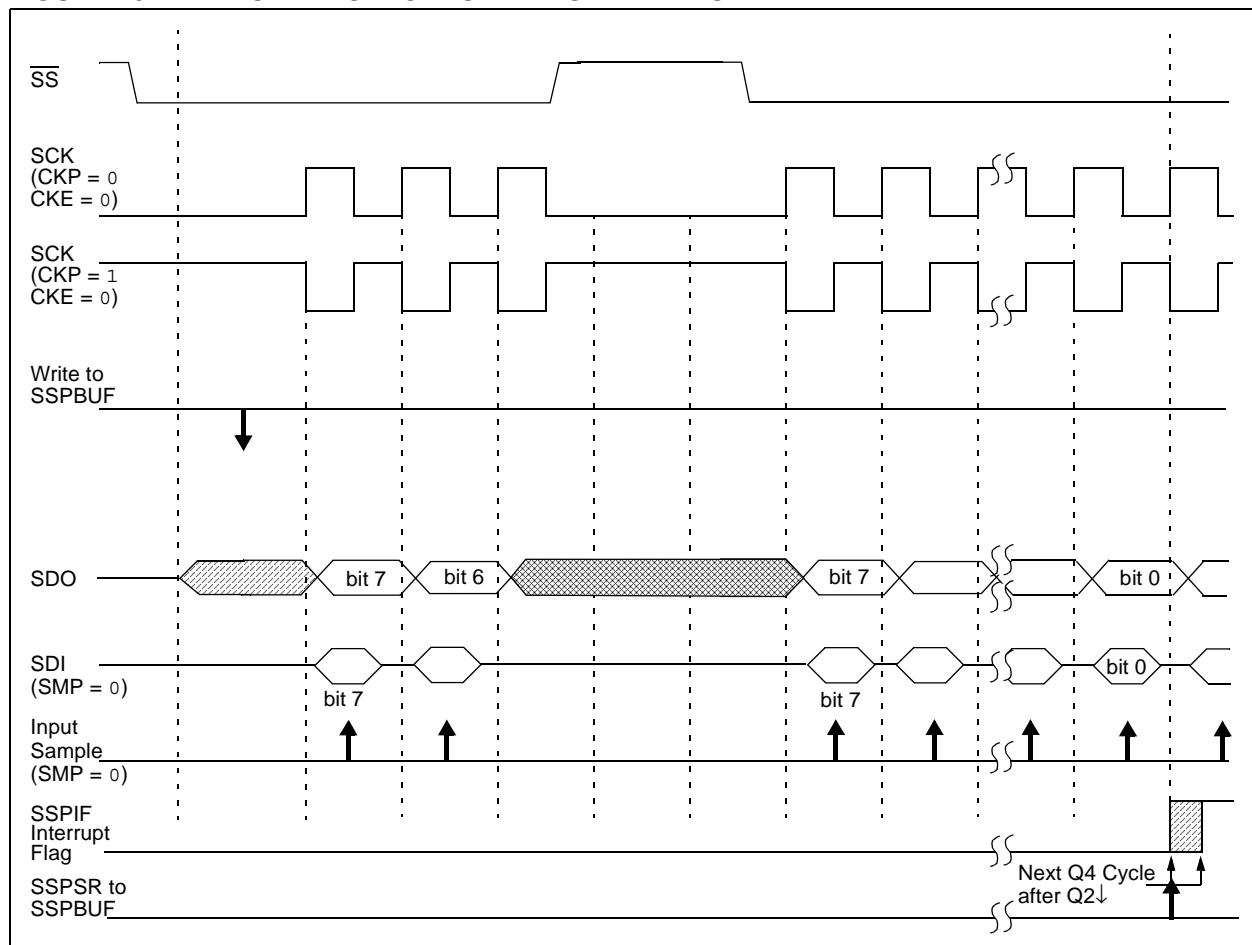 SS
SCK
(CKP = 0
CKE = 0)
SCK
(CKP = 1
CKE = 0)
Write to
SSPBUF
SDO
bit 7
bit 6
bit 7
bit 0
SDI
(SMP = 0)
bit 7
bit 7
bit 0
Input
Sample
(SMP = 0)
SSPIF
Interrupt
Flag
Next Q4 Cycle
after Q2↓
SSPSR to
SSPBUF